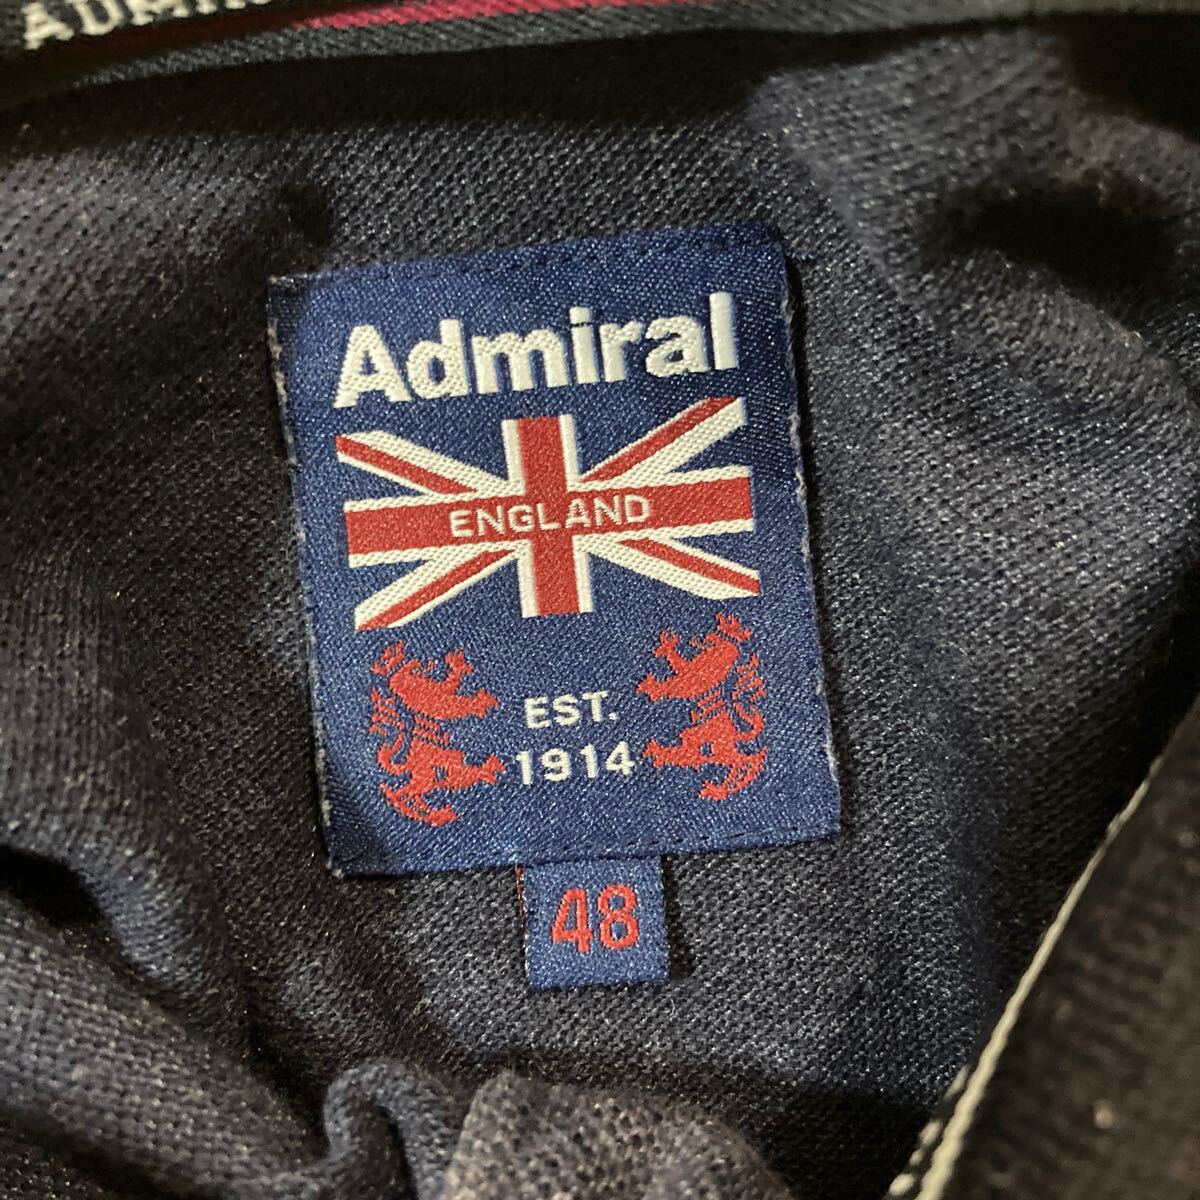 Admiral
ENGLAND
EST.
1914
48